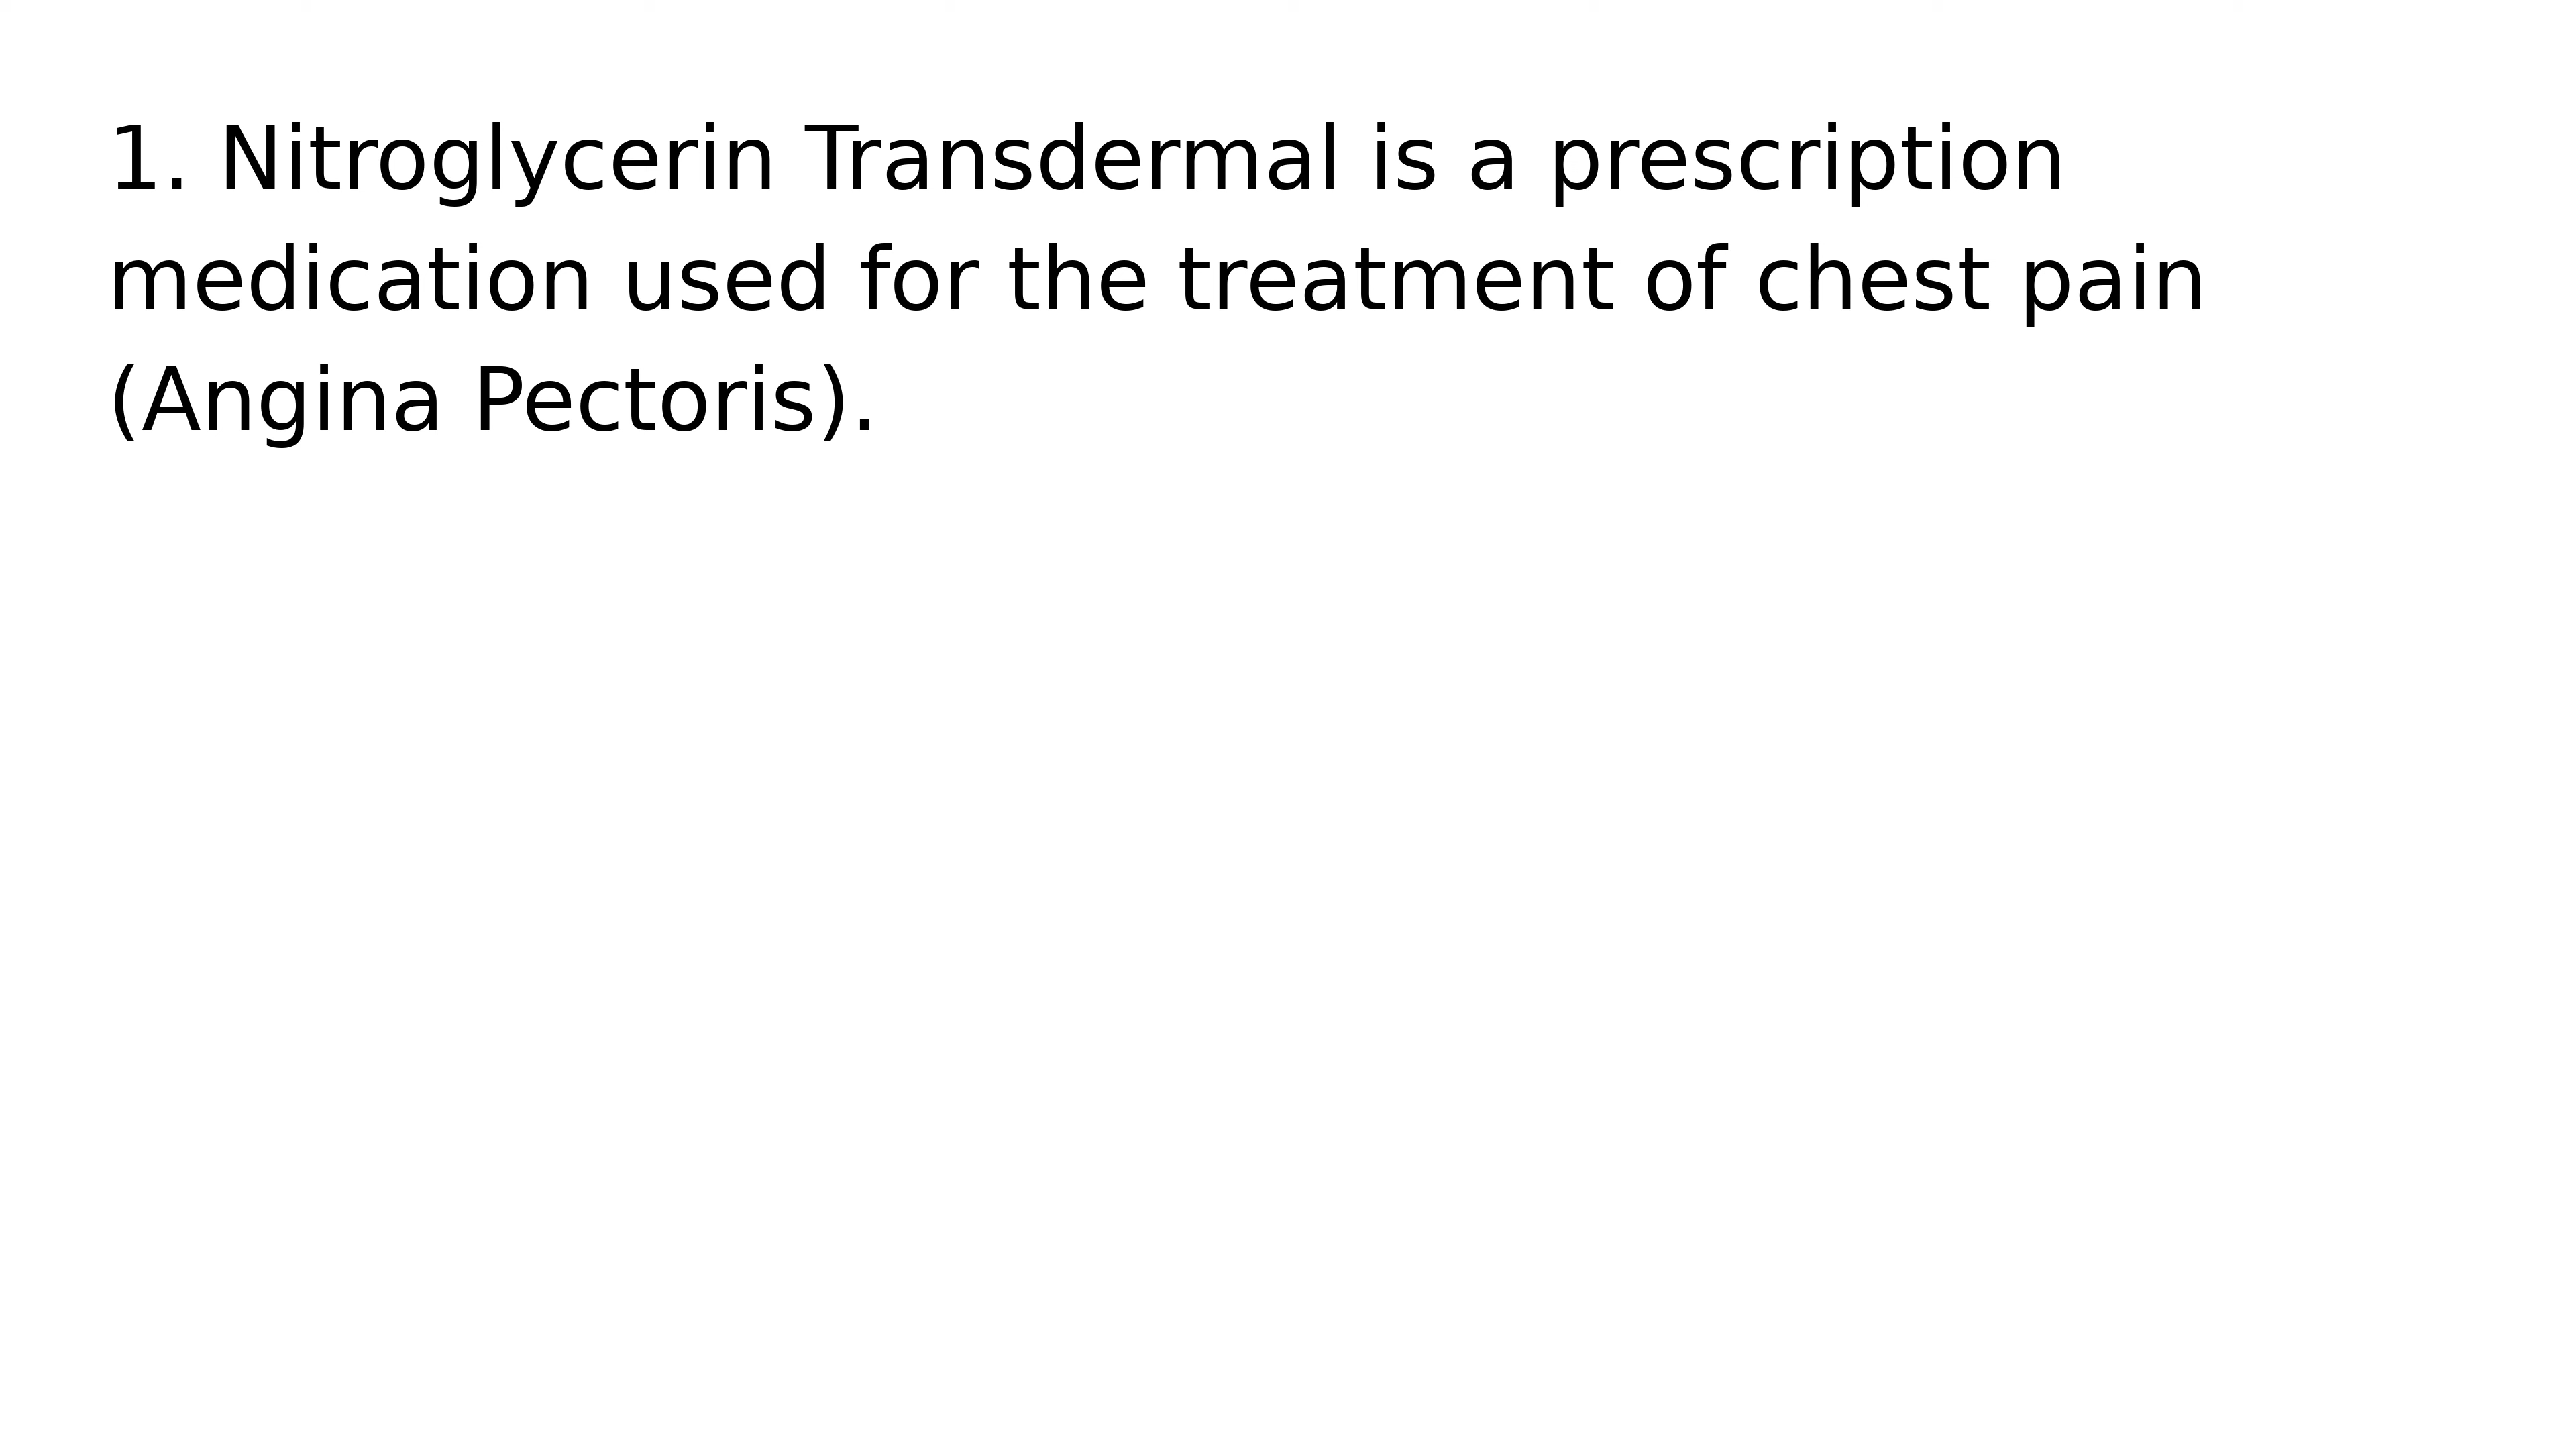 1. Nitroglycerin Transdermal is a prescription
medication used for the treatment of chest pain
(Angina Pectoris).